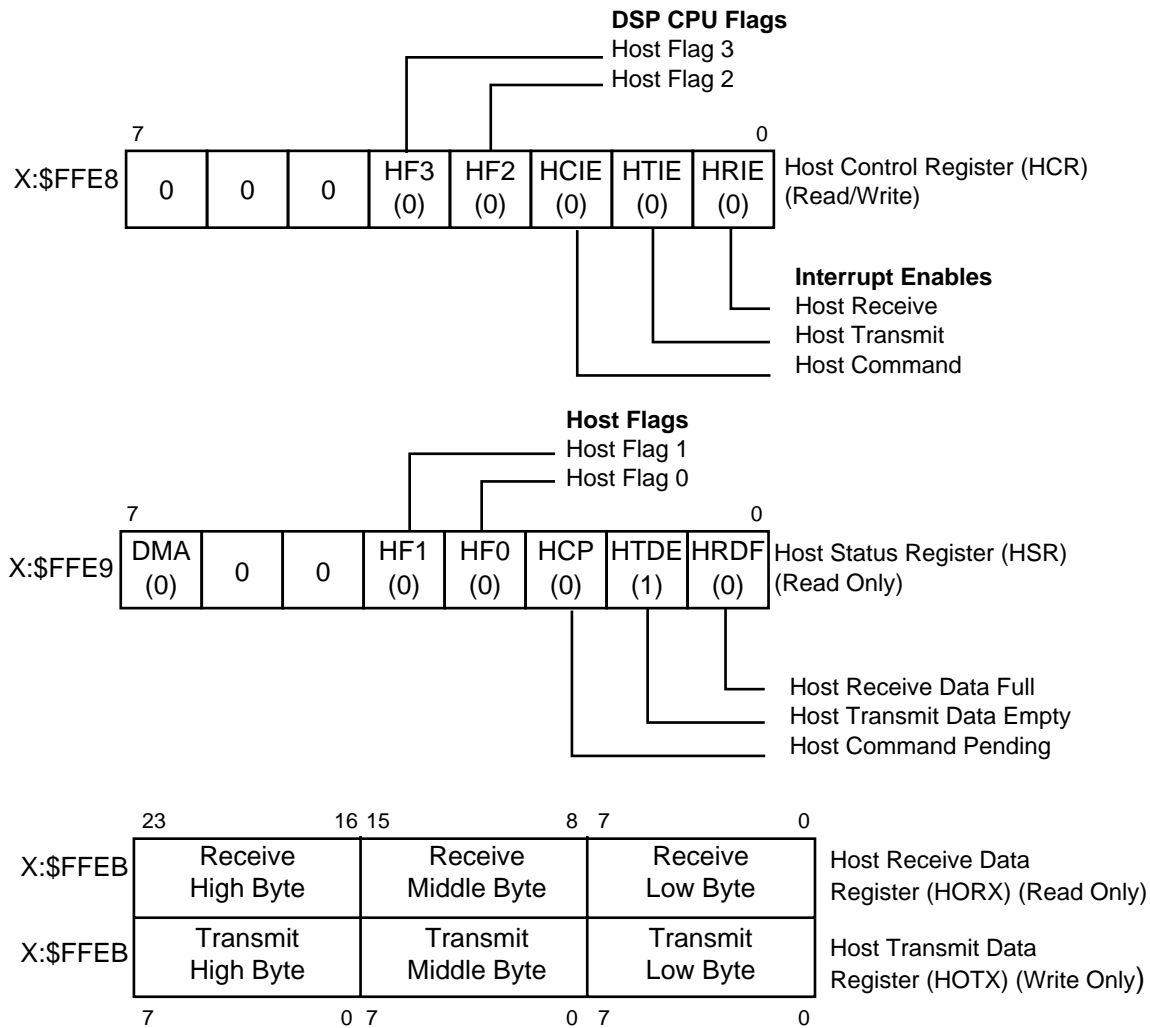 DSP CPU Flags
Host Flag 3
Host Flag 2
7 0
X:$FFE8 0 0 0 HF3 (0) HF2 (0) HCIE (0) HTIE (0) HRIE (0) Host Control Register (HCR)
(Read/Write)
Interrupt Enables
Host Receive
Host Transmit
Host Command
Host Flags
Host Flag 1
Host Flag 0
7 0
X:$FFE9 DMA (0) 0 0 HF1 (0) HF0 (0) HCP (0) HTDE (1) HRDF (0) Host Status Register (HSR)
(Read Only)
Host Receive Data Full
Host Transmit Data Empty
Host Command Pending
23 16 15 8 7 0
X:$FFEB Receive High Byte Receive Middle Byte Receive Low Byte Host Receive Data
Register (HORX) (Read Only)
X:$FFEB Transmit High Byte Transmit Middle Byte Transmit Low Byte Host Transmit Data
Register (HOTX) (Write Only)
7 0 7 0 7 0